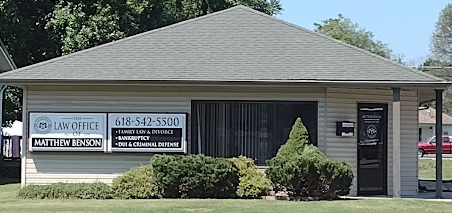 THE
LAW OFFICE
OF
MATTHEW BENSON
618-542-5500
• FAMILY LAW & DIVORCE
• BANKRUPTCY
• DUI & CRIMINAL DEFENSE